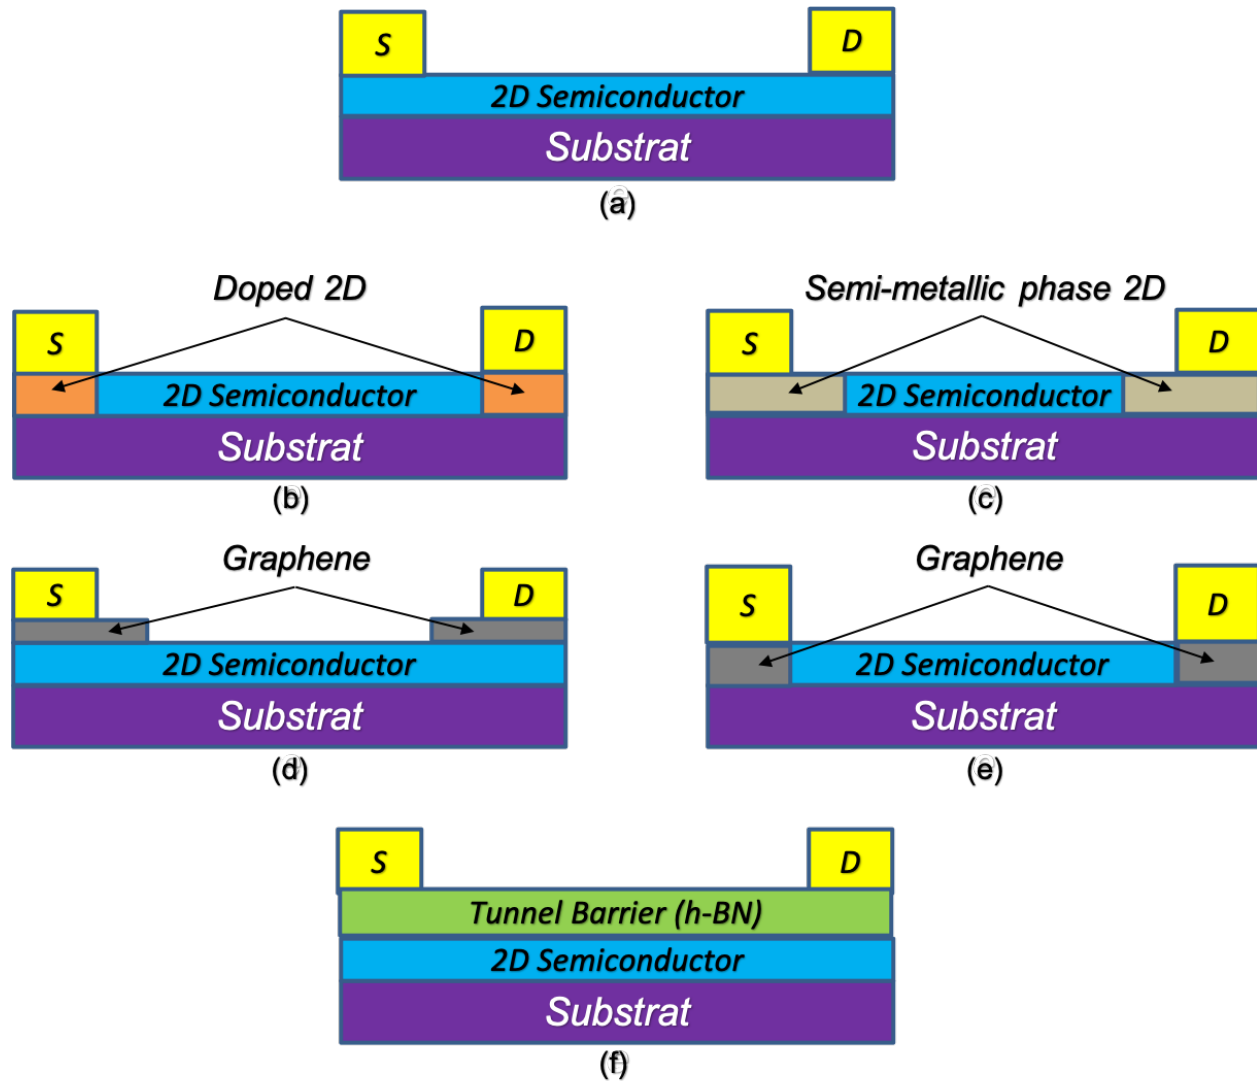 S D
2D Semiconductor
Substrat
(a)
Doped 2D
S D
2D Semiconductor
Substrat
(b)
Semi-metallic phase 2D
S D
2D Semiconductor
Substrat
(c)
Graphene
S D
2D Semiconductor
Substrat
(d)
Graphene
S D
2D Semiconductor
Substrat
(e)
S D
Tunnel Barrier (h-BN)
2D Semiconductor
Substrat
(f)